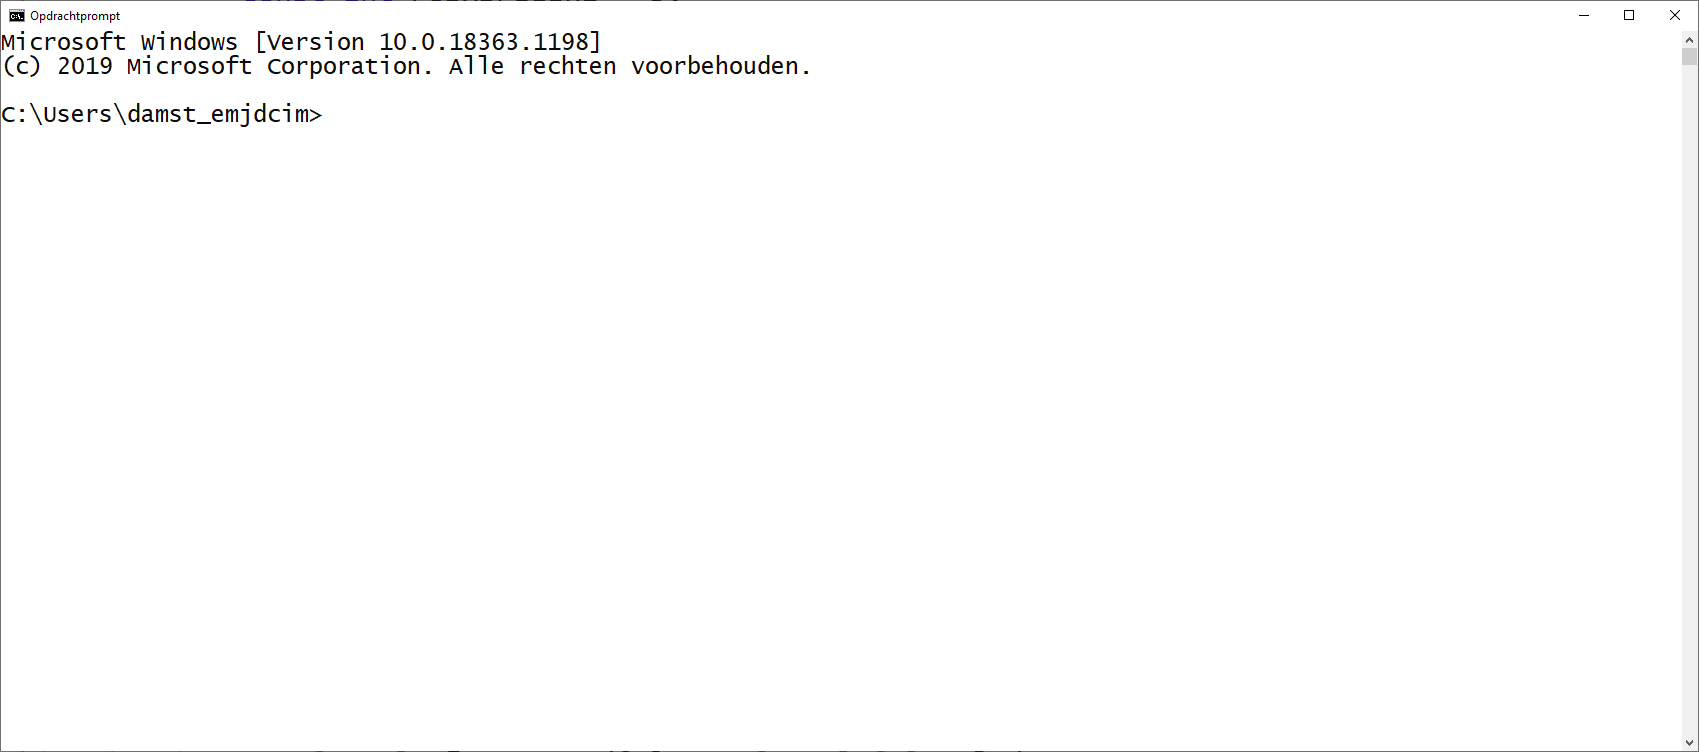 Opdrachtprompt
Microsoft Windows [Version 10.0.18363.1198]
(c) 2019 Microsoft Corporation. Alle rechten voorbehouden.
C:\Users\damst_emjdcim>